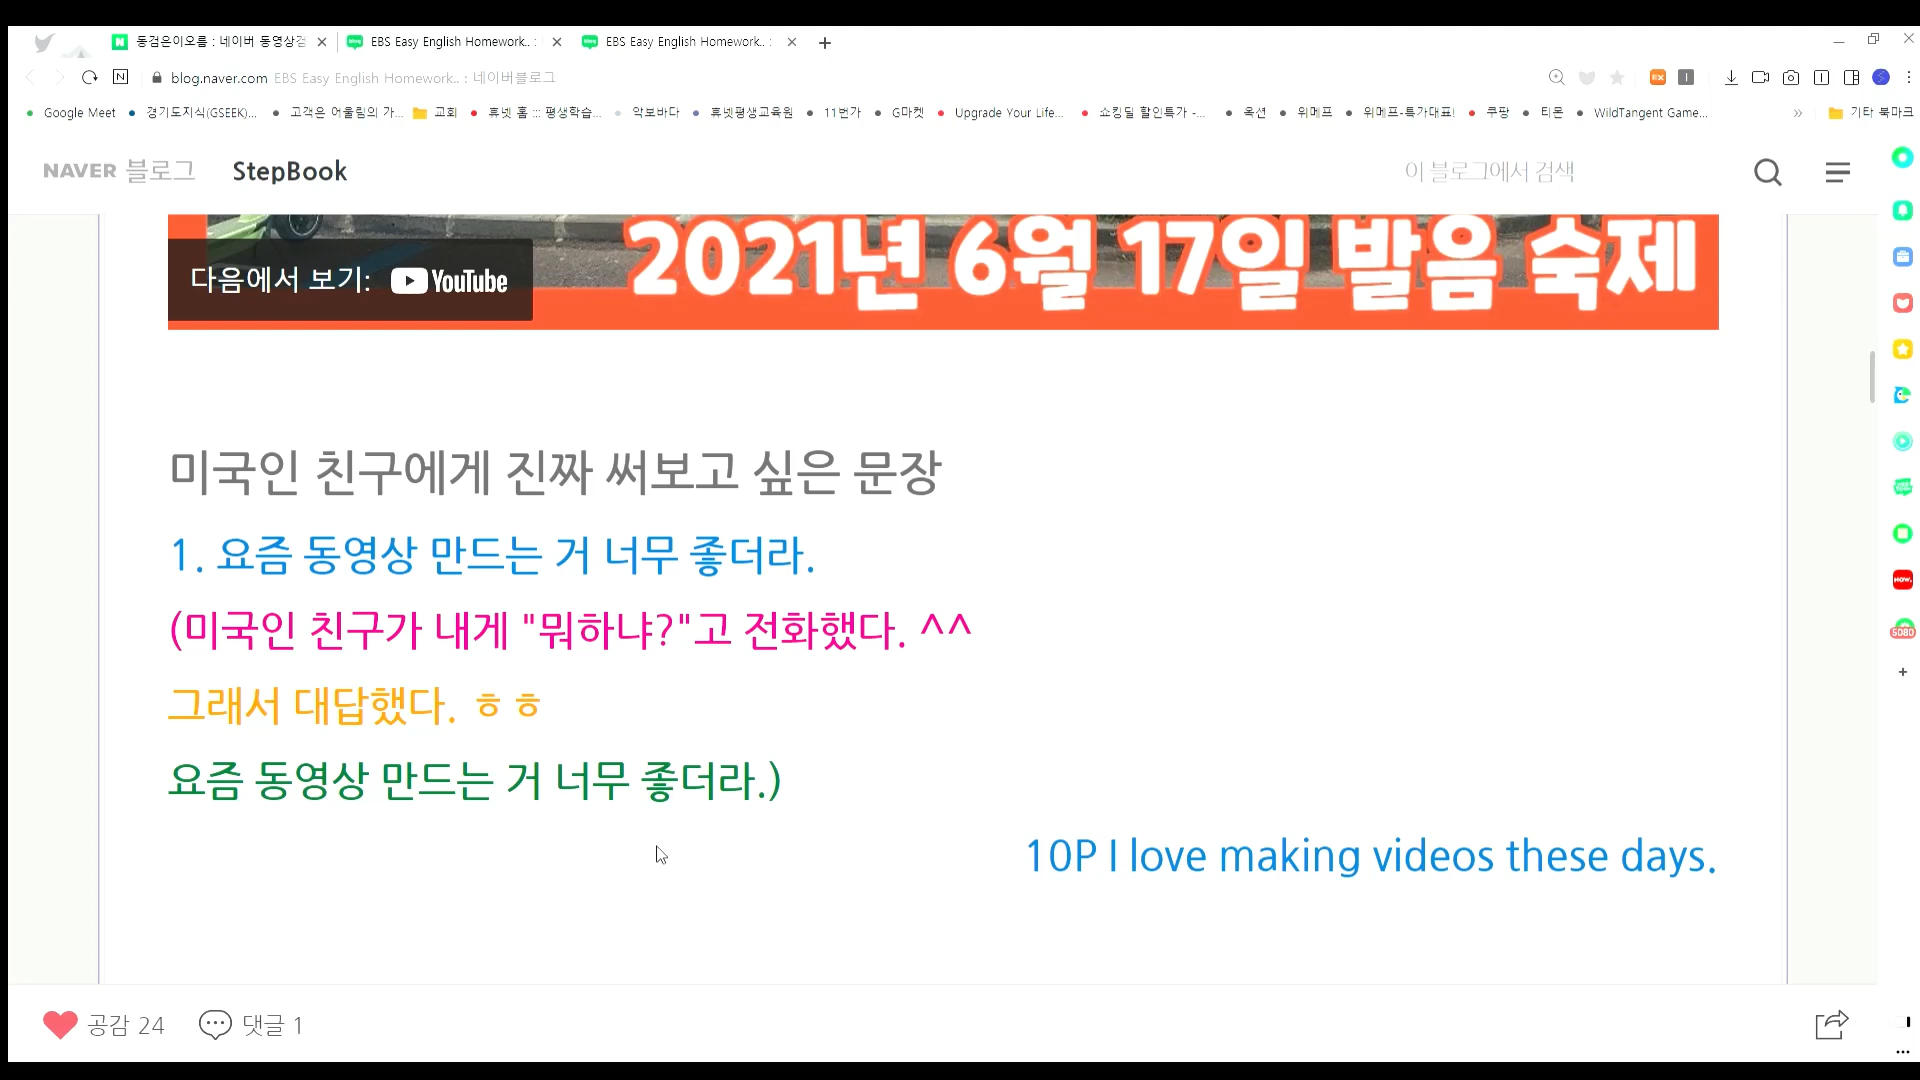 동검은이오름 : 네이버 동영상검
EBS Easy English Homework.. :
EBS Easy English Homework.. :
blog.naver.com EBS Easy English Homework.. : 네이버블로그
Google Meet 경기도지식(GSEEK)... 고객은 어울림의 가... 교회 휴넷 홈 ::: 평생학습... 악보바다 휴넷평생교육원 11번가 G마켓 Upgrade Your Life... 쇼킹딜 할인특가 -... 옥션 위메프 위메프-특가대표! 쿠팡 티몬 WildTangent Game... » 기타 북마크
NAVER 블로그 StepBook 이 블로그에서 검색
다음에서 보기: YouTube
2021년 6월 17일 발음 숙제
미국인 친구에게 진짜 써보고 싶은 문장
1. 요즘 동영상 만드는 거 너무 좋더라.
(미국인 친구가 내게 "뭐하냐?"고 전화했다. ^^
그래서 대답했다. ㅎㅎ
요즘 동영상 만드는 거 너무 좋더라.)
10P I love making videos these days.
공감 24 댓글 1